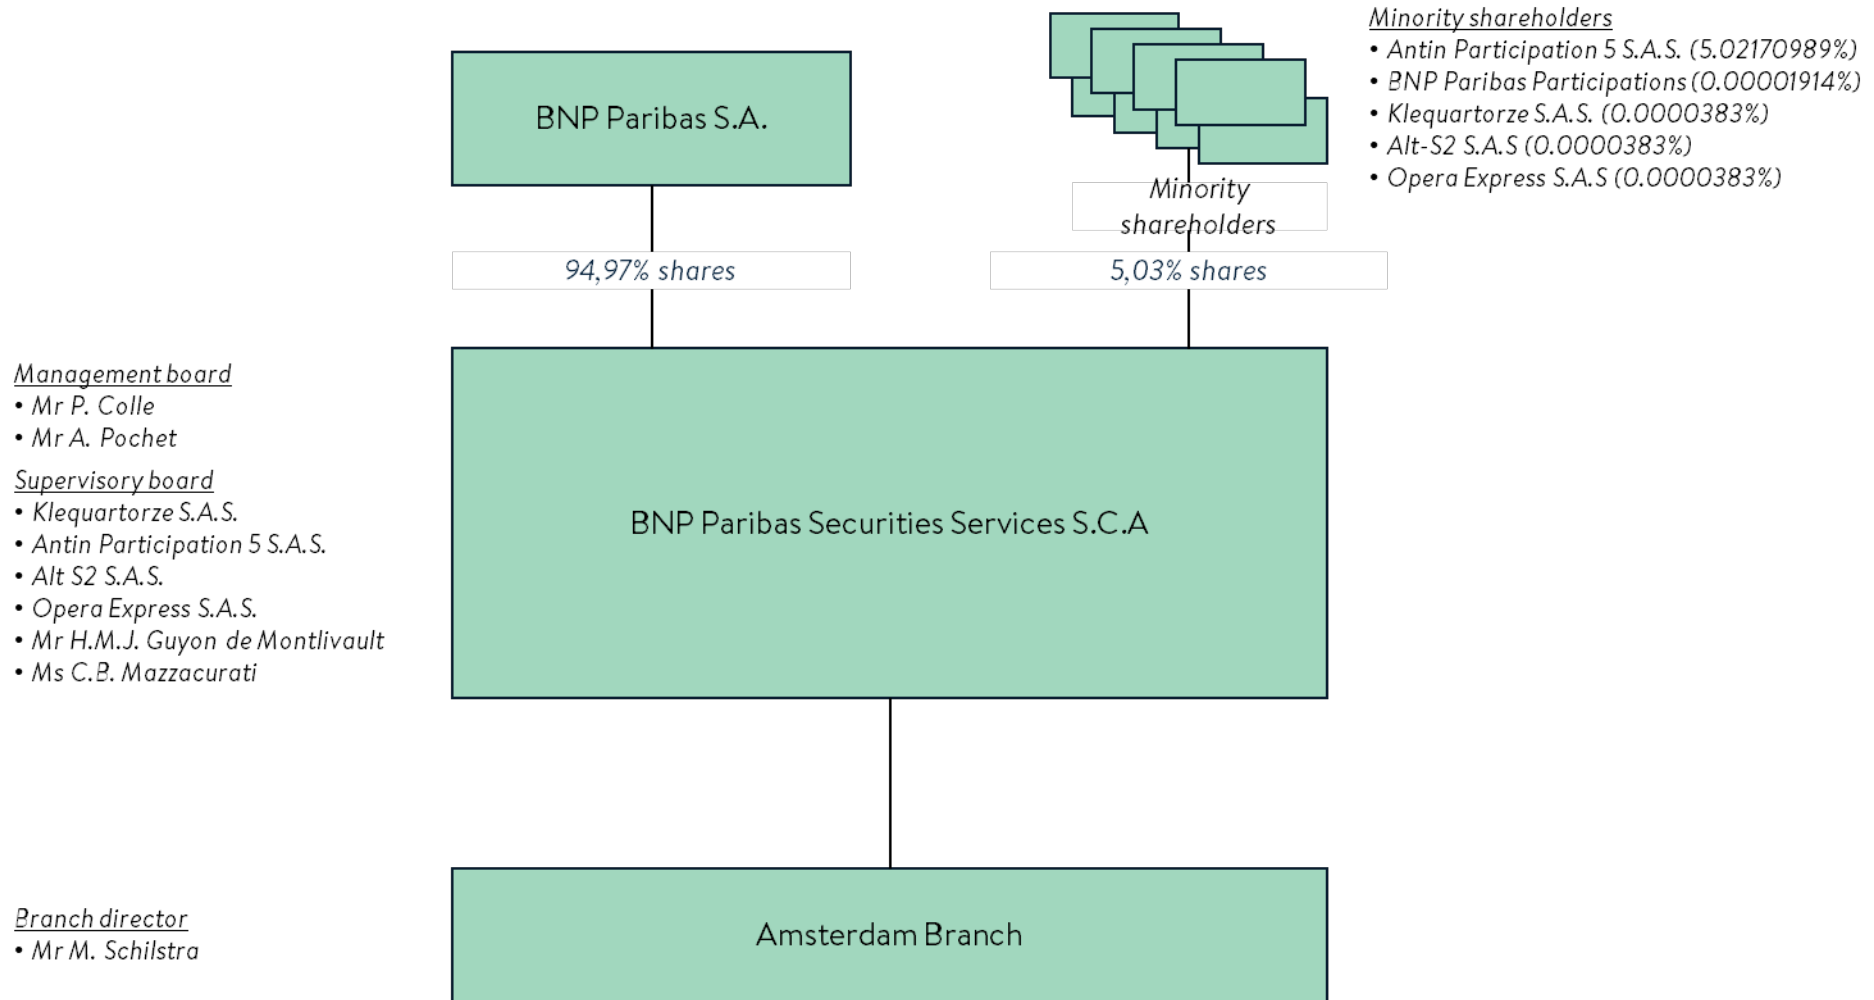 Minority shareholders
• Antin Participation 5 S.A.S. (5.02170989%)
• BNP Paribas Participations (0.00001914%)
• Klequartorze S.A.S. (0.0000383%)
• Alt-S2 S.A.S (0.0000383%)
• Opera Express S.A.S (0.0000383%)
BNP Paribas S.A.
Minority
shareholders
94,97% shares
5,03% shares
Management board
• Mr P. Colle
• Mr A. Pochet
Supervisory board
• Klequartorze S.A.S.
• Antin Participation 5 S.A.S.
• Alt S2 S.A.S.
• Opera Express S.A.S.
• Mr H.M.J. Guyon de Montlivault
• Ms C.B. Mazzacurati
BNP Paribas Securities Services S.C.A
Branch director
• Mr M. Schilstra
Amsterdam Branch